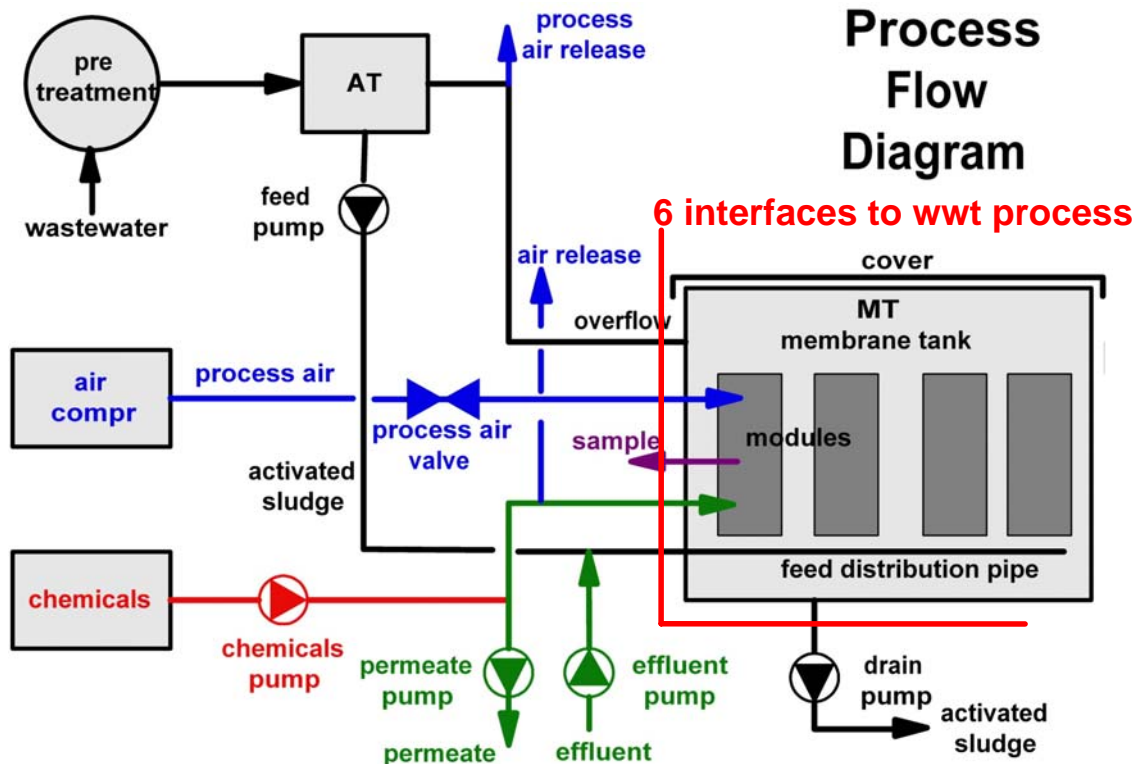 process
air release
Process
Flow
Diagram
pre
treatment
AT
feed
pump
wastewater
6 interfaces to wwt process
air release
cover
overflow
MT
membrane tank
air
compr
process air
process air
valve
sample
modules
activated
sludge
feed distribution pipe
chemicals
chemicals
pump
permeate
pump
effluent
pump
drain
pump
permeate
effluent
activated
sludge